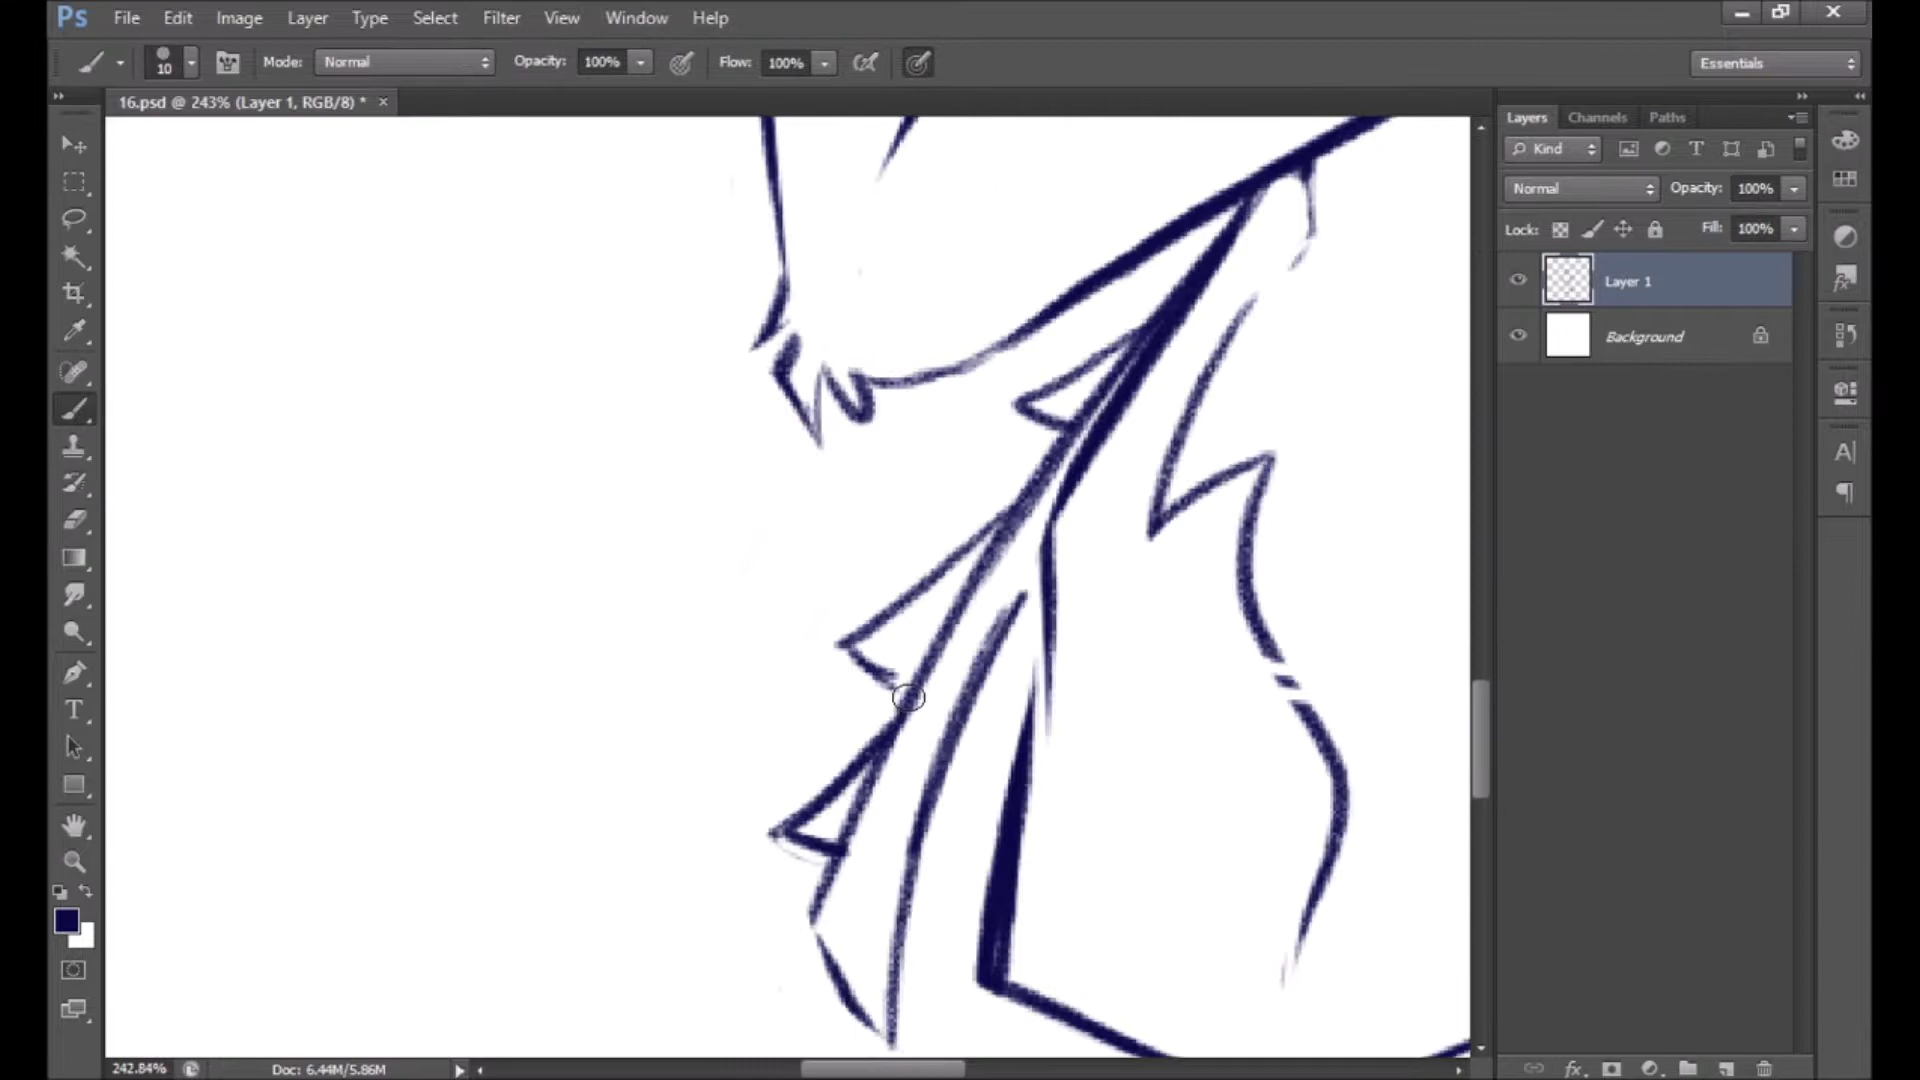 Ps File Edit Image Layer Type Select Filter View Window Help
10 Mode: Normal Opacity: 100% Flow: 100% Essentials
16.psd @ 243% (Layer 1, RGB/8) * ×
Layers Channels Paths
Kind
Normal Opacity: 100%
Lock: Fill: 100%
Layer 1
Background
242.84% Doc: 6.44M/5.86M